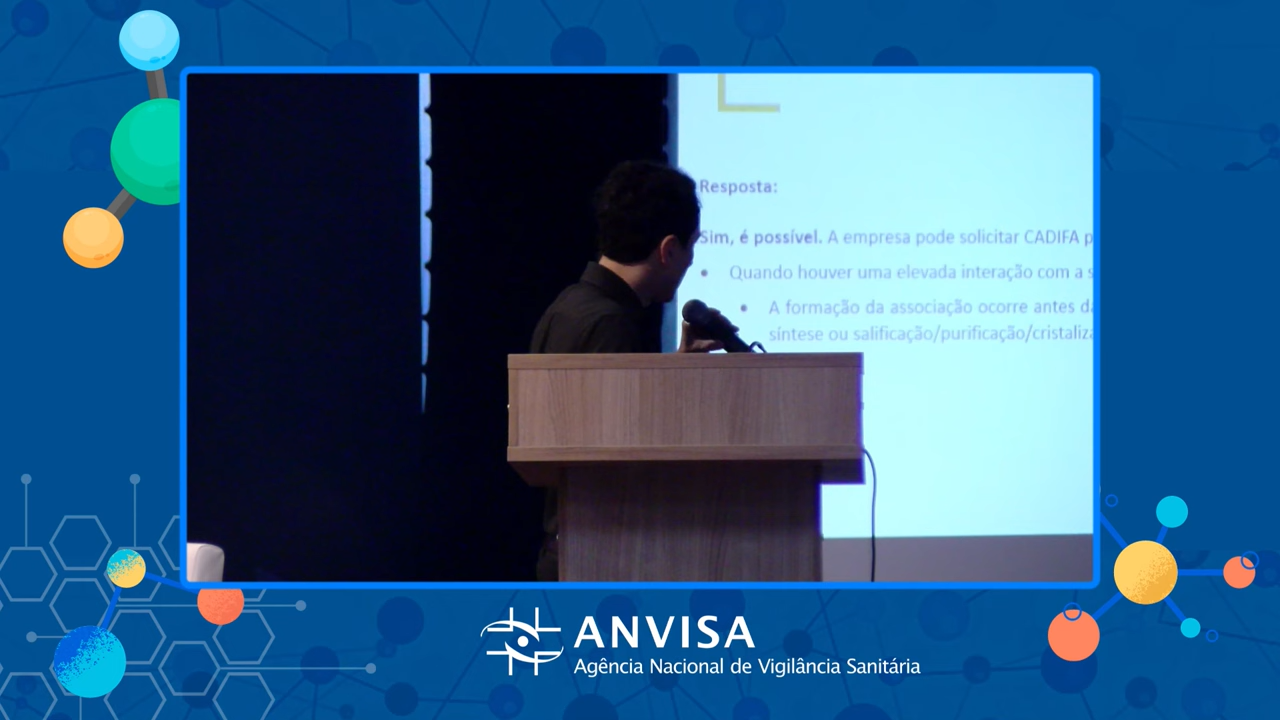 Resposta:
Sim, é possível. A empresa pode solicitar CADIFA p
Quando houver uma elevada interação com a s
A formação da associação ocorre antes da
síntese ou salificação/purificação/cristaliza
ANVISA
Agência Nacional de Vigilância Sanitária